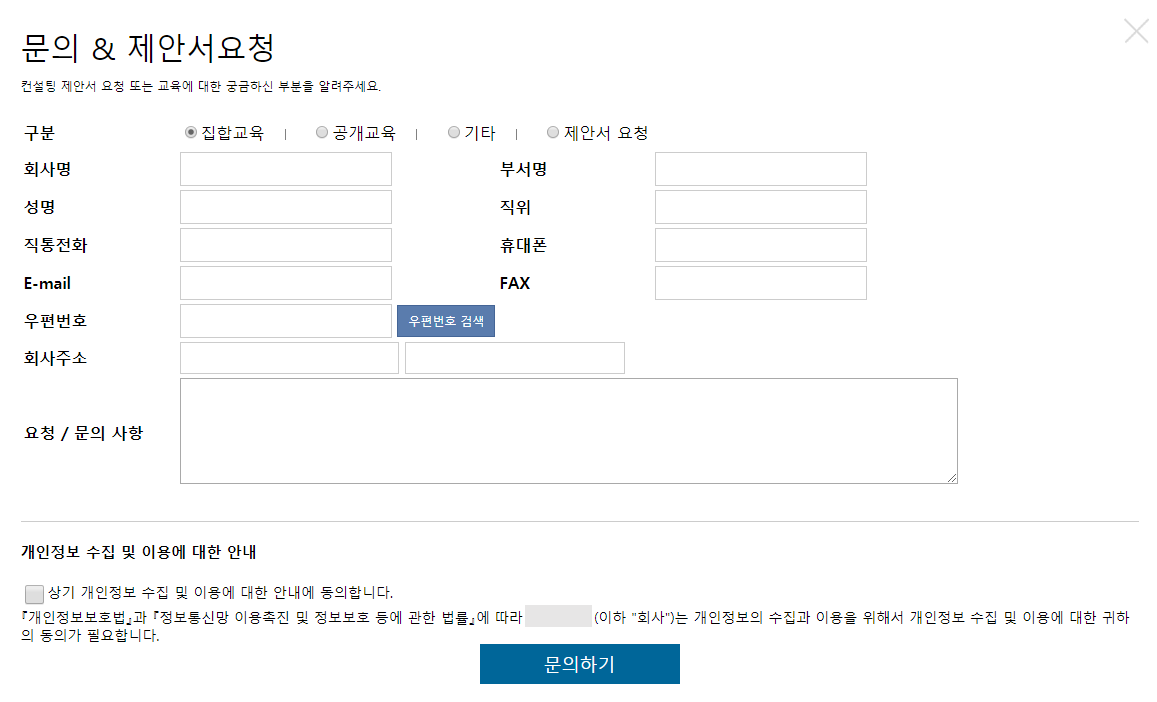 문의 & 제안서요청
컨설팅 제안서 요청 또는 교육에 대한 궁금하신 부분을 알려주세요.
구분 집합교육 | 공개교육 | 기타 | 제안서 요청
회사명 부서명
성명 직위
직통전화 휴대폰
E-mail FAX
우편번호 우편번호 검색
회사주소
요청 / 문의 사항
개인정보 수집 및 이용에 대한 안내
상기 개인정보 수집 및 이용에 대한 안내에 동의합니다.
『개인정보보호법』과 『정보통신망 이용촉진 및 정보보호 등에 관한 법률』에 따라 (이하 "회사")는 개인정보의 수집과 이용을 위해서 개인정보 수집 및 이용에 대한 귀하
의 동의가 필요합니다.
문의하기